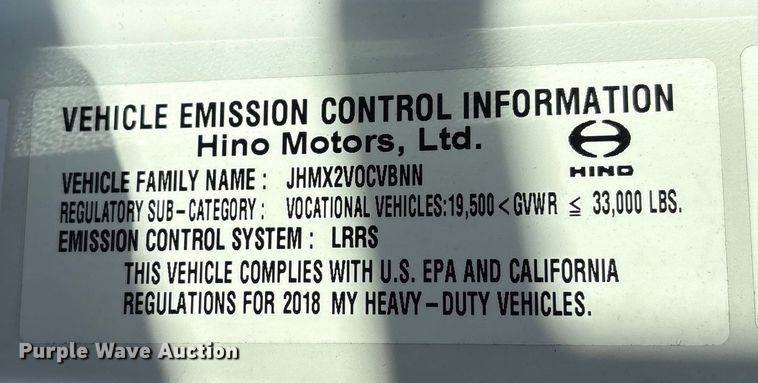 VEHICLE EMISSION CONTROL INFORMATION
Hino Motors, Ltd.
HINO
VEHICLE FAMILY NAME : JHMX2VOCVBNN
REGULATORY SUB-CATEGORY : VOCATIONAL VEHICLES:19,500 < GVWR ≦ 33,000 LBS.
EMISSION CONTROL SYSTEM : LRRS
THIS VEHICLE COMPLIES WITH U.S. EPA AND CALIFORNIA
REGULATIONS FOR 2018 MY HEAVY-DUTY VEHICLES.
Purple Wave Auction